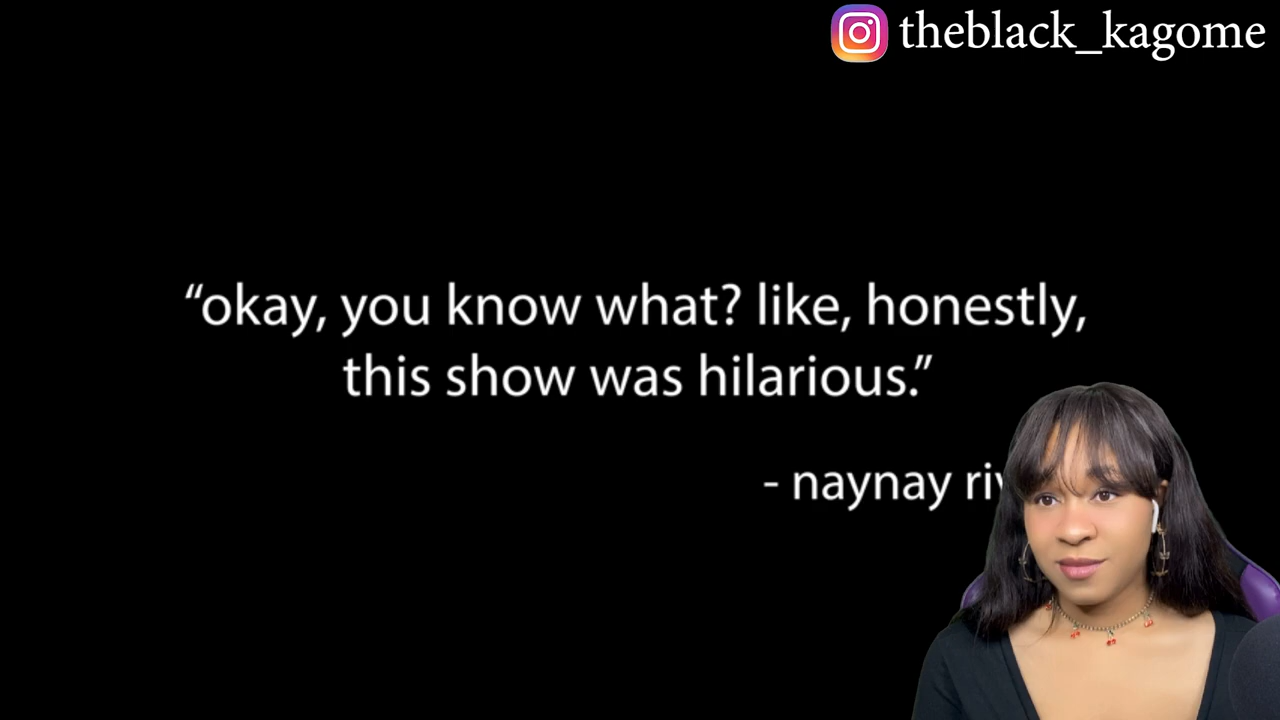 theblack_kagome
“okay, you know what? like, honestly,
this show was hilarious.”
- naynay